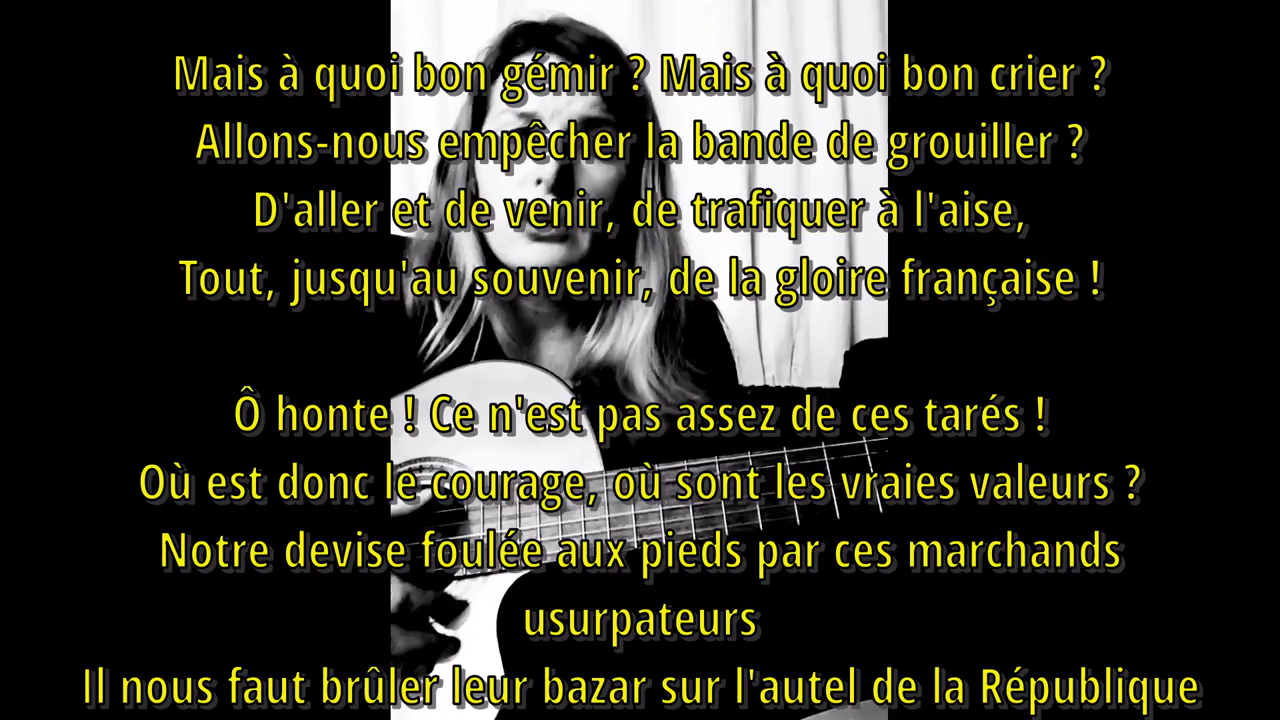 Mais à quoi bon gémir ? Mais à quoi bon crier ?
Allons-nous empêcher la bande de grouiller ?
D'aller et de venir, de trafiquer à l'aise,
Tout, jusqu'au souvenir, de la gloire française !
Ô honte ! Ce n'est pas assez de ces tarés !
Où est donc le courage, où sont les vraies valeurs ?
Notre devise foulée aux pieds par ces marchands
usurpateurs
Il nous faut brûler leur bazar sur l'autel de la République